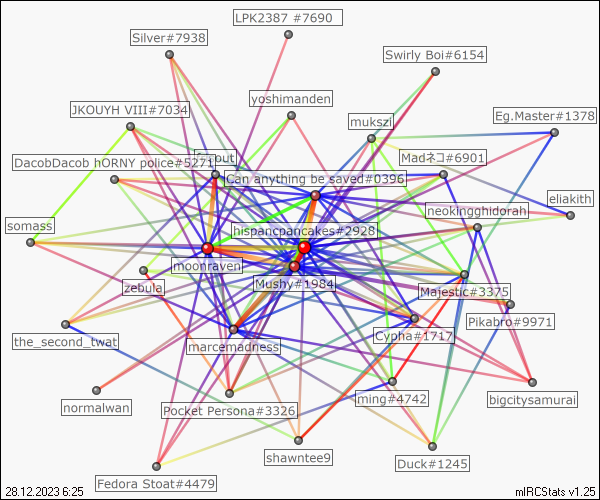 LPK2387 #7690
Silver#7938
Swirly Boi#6154
yoshimanden
JKOUYH VIII#7034
mukszi
Eg.Master#1378
DacobDacob hORNY police#5271
out
Madネコ#6901
Can anything be saved#0396
eliakith
somass
neokingghidorah
hispancpancakes#2928
moonraven
Mushy#1984
zebula
Majestic#3375
Pikabro#9971
the_second_twat
marcemadness
Cypha#1717
normalwan
Pocket Persona#3326
ming#4742
bigcitysamurai
shawntee9
Duck#1245
Fedora Stoat#4479
28.12.2023 6:25
mIRCStats v1.25